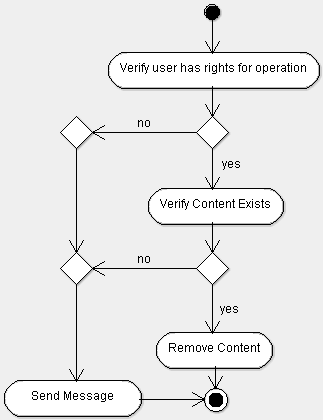 Verify user has rights for operation
no
yes
Verify Content Exists
no
yes
Remove Content
Send Message